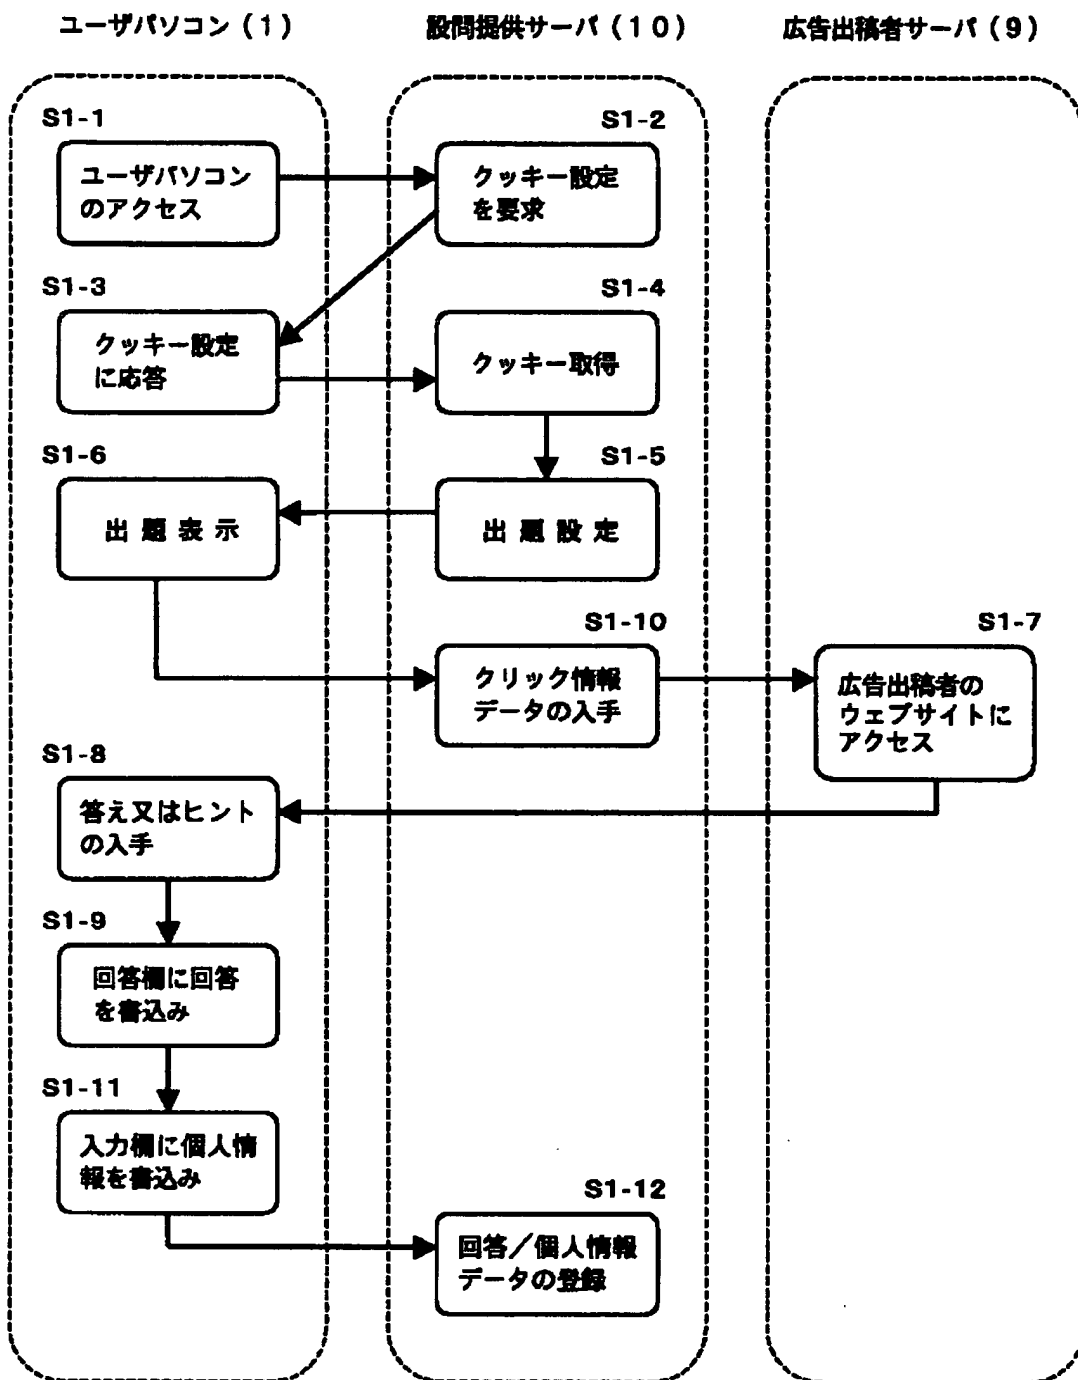 ユーザパソコン（１）
設問提供サーバ（１０）
広告出稿者サーバ（９）
S1-1
ユーザパソコン
のアクセス
S1-2
クッキー設定
を要求
S1-3
クッキー設定
に応答
S1-4
クッキー取得
S1-6
出題表示
S1-5
出題設定
S1-10
クリック情報
データの入手
S1-7
広告出稿者の
ウェブサイトに
アクセス
S1-8
答え又はヒント
の入手
S1-9
回答欄に回答
を書込み
S1-11
入力欄に個人情
報を書込み
S1-12
回答／個人情報
データの登録